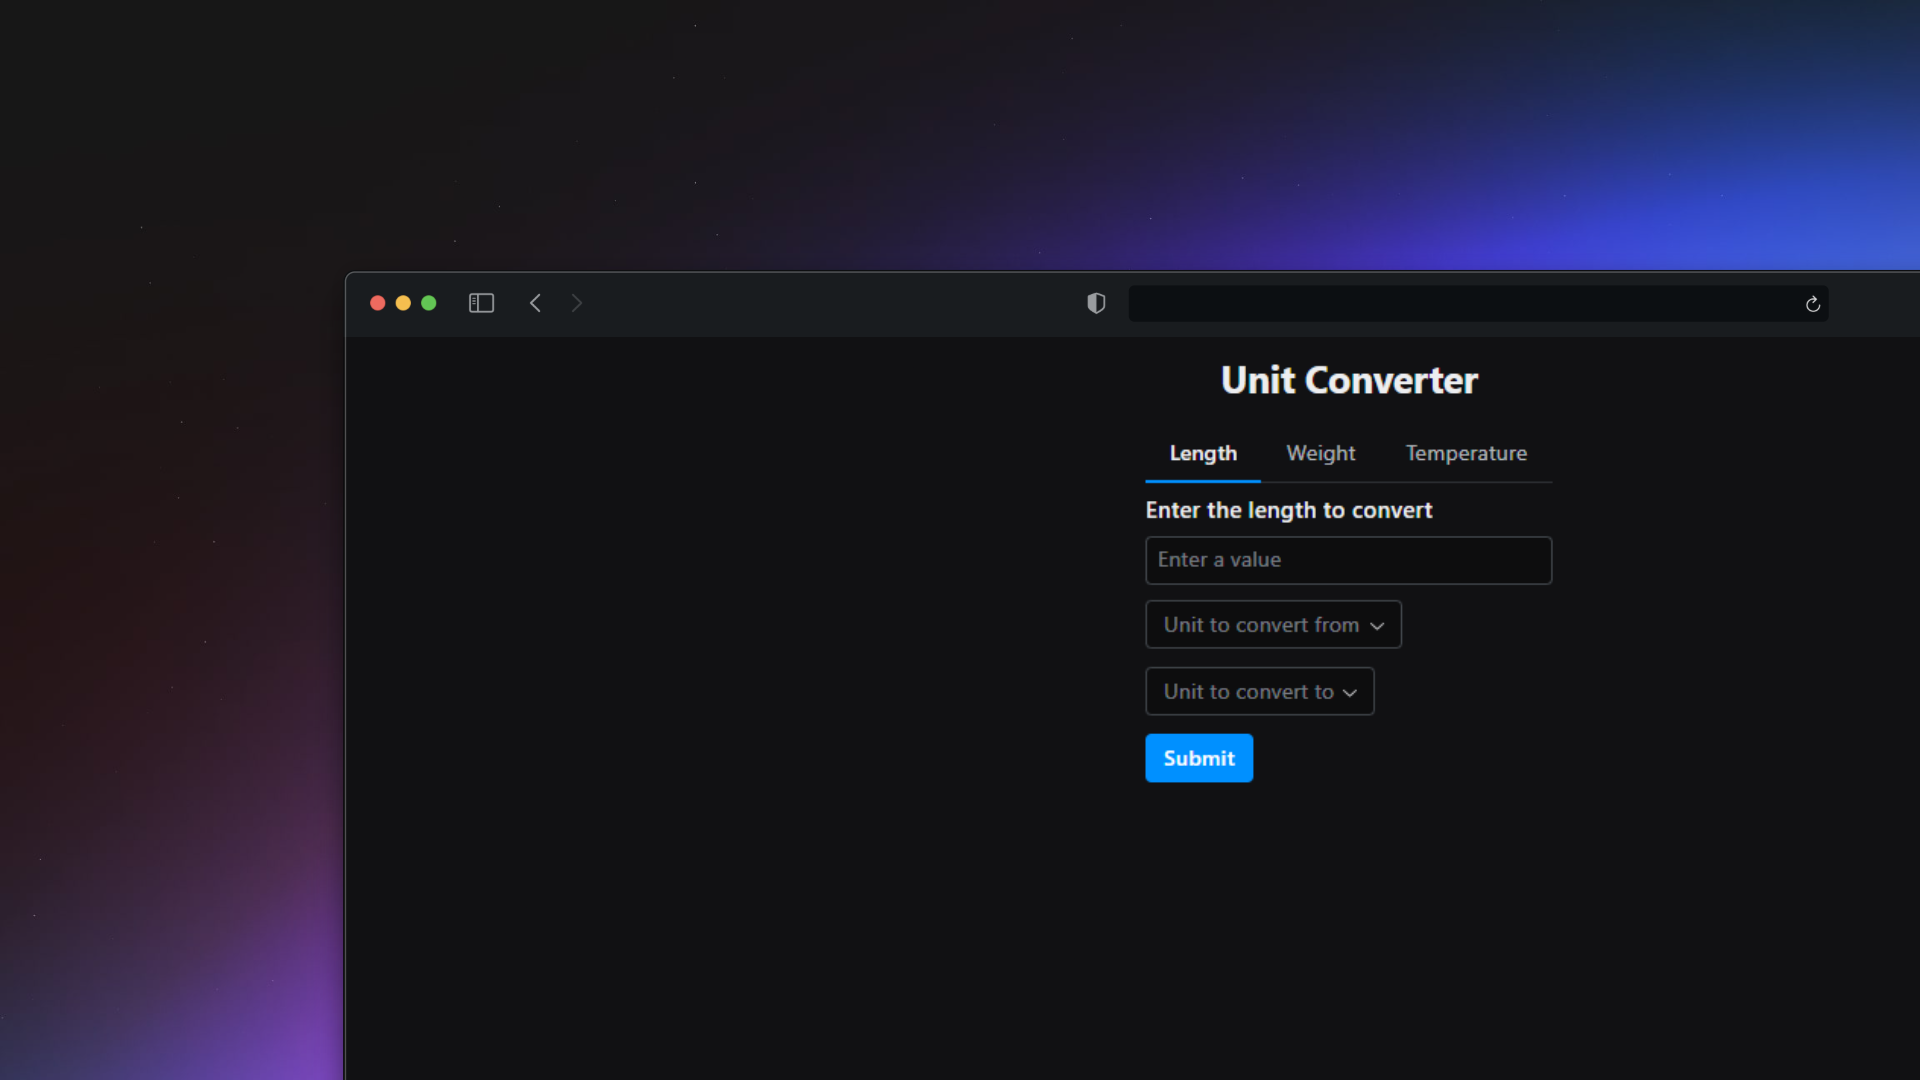 Unit Converter
Length Weight Temperature
Enter the length to convert
Enter a value
Unit to convert from
Unit to convert to
Submit